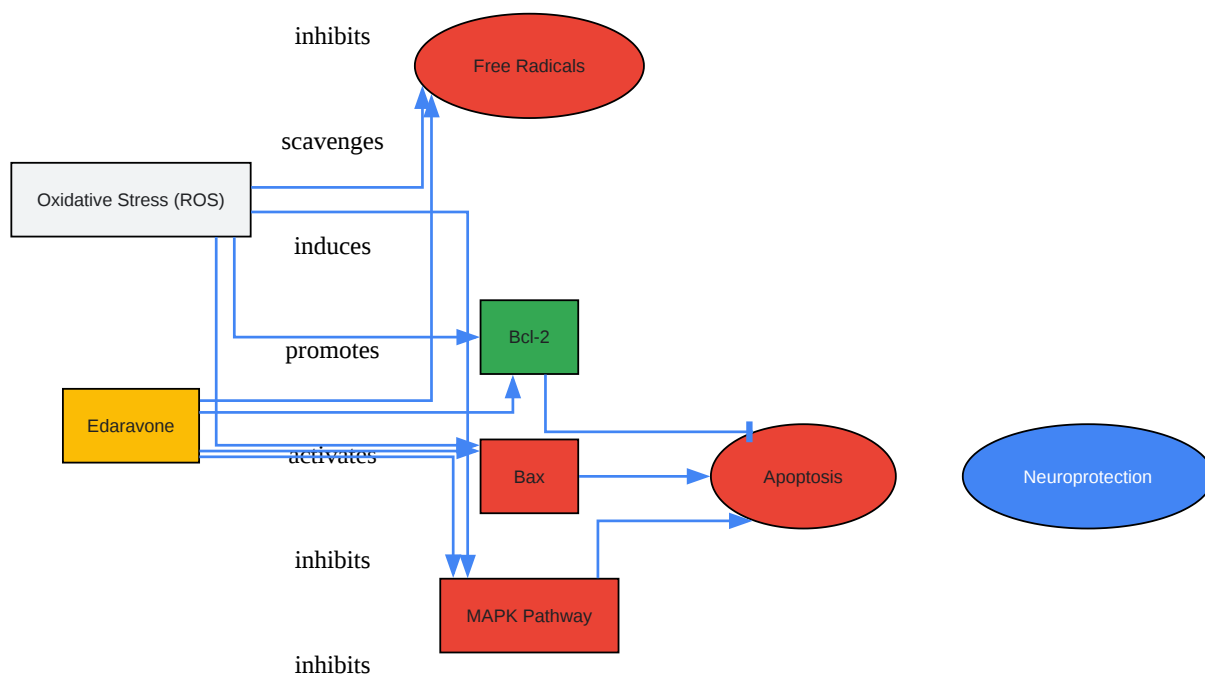 inhibits
Free Radicals
scavenges
Oxidative Stress (ROS)
induces
Bcl-2
promotes
Edaravone
activates
Bax
Apoptosis
Neuroprotection
inhibits
MAPK Pathway
inhibits